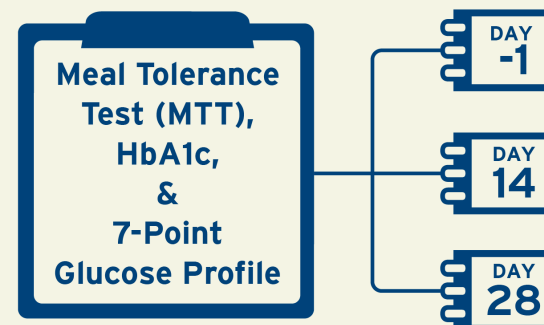 Meal Tolerance
Test (MTT),
HbA1c,
&
7-Point
Glucose Profile
DAY
-1
DAY
14
DAY
28